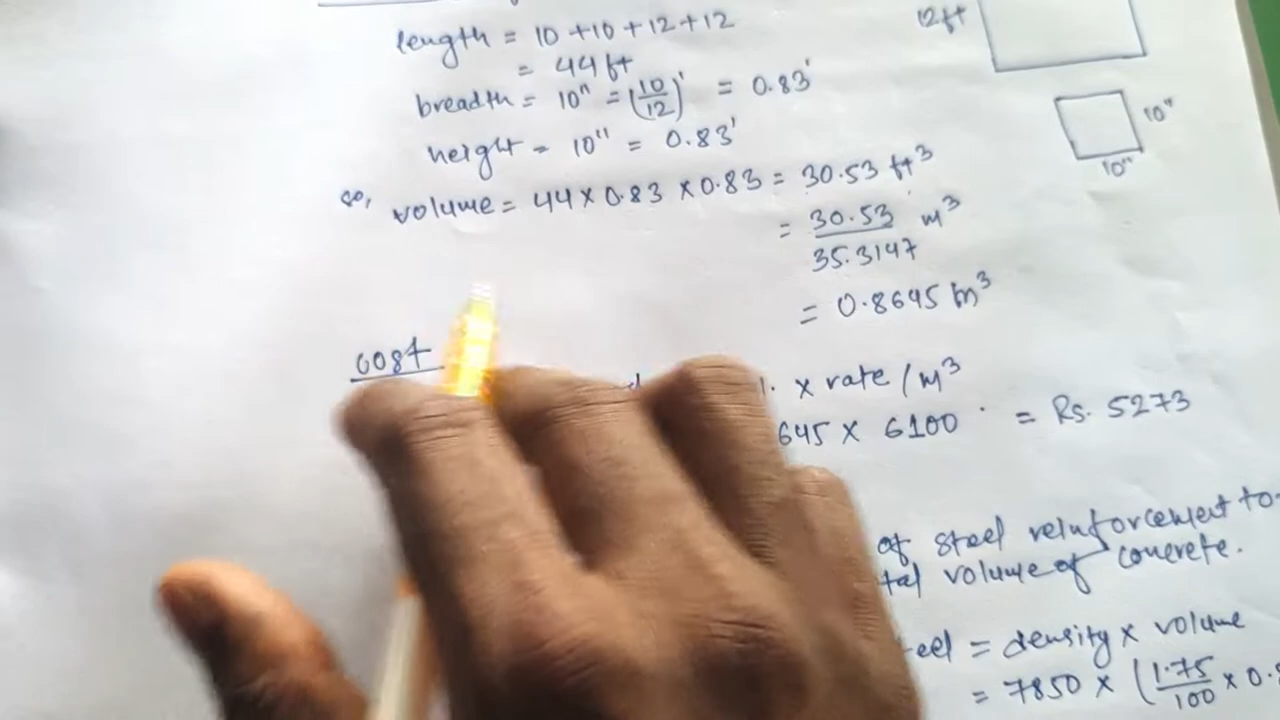 length = 10 +10 + 12 + 12
= 44 ft
12ft
breadth = 10" = (10/12)' = 0.83'
height = 10" = 0.83'
10"
10"
so, volume = 44 x 0.83 x 0.83 = 30.53 ft³
= 30.53/35.3147 m³
= 0.8645 m³
cost
x rate /m³
645 x 6100 = Rs. 5273
of steel reinforcement to-
tal volume of concrete.
= density x volume
= 7850 x (1.75/100 x 0.